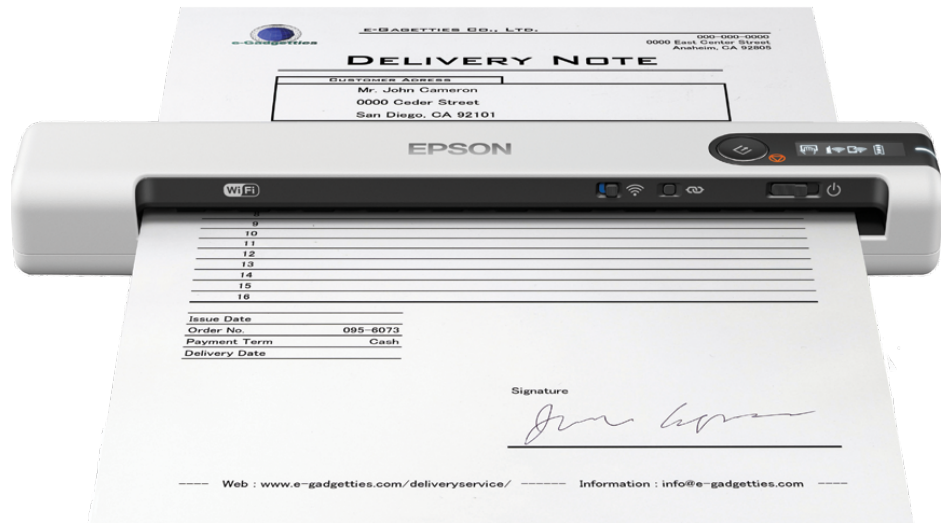 e-Gadgetties
E-GAGETTIES CO., LTD.
000-000-0000
0000 East Center Street
Anaheim, CA 92805
DELIVERY NOTE
CUSTOMER ADRESS
Mr. John Cameron
0000 Ceder Street
San Diego, CA 92101
EPSON
WiFi
8
9
10
11
12
13
14
15
16
Issue Date
Order No. 095-6073
Payment Term Cash
Delivery Date
Signature
Web : www.e-gadgetties.com/deliveryservice/ Information : info@e-gadgetties.com